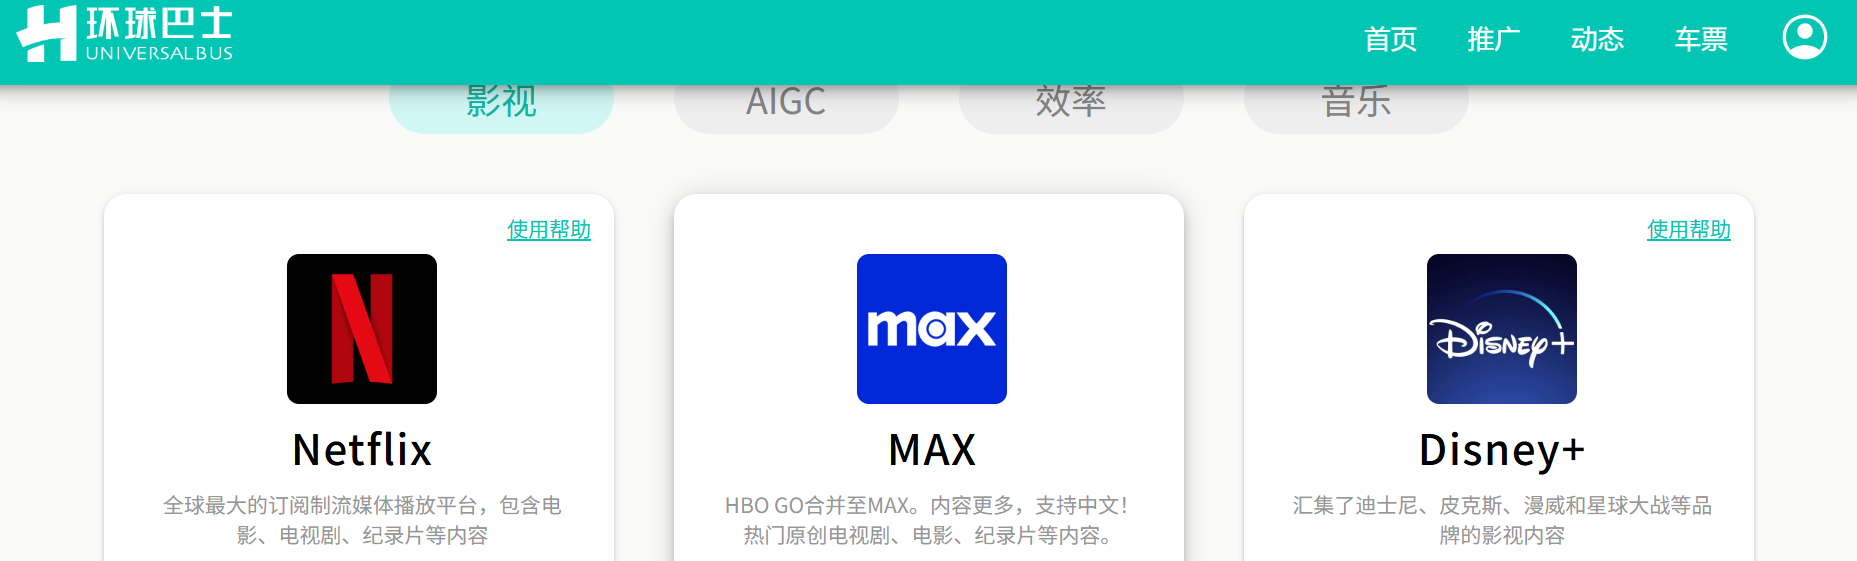 环球巴士
UNIVERSALBUS
首页 推广 动态 车票
影视 AIGC 效率 音乐
使用帮助
Netflix
全球最大的订阅制流媒体播放平台，包含电
影、电视剧、纪录片等内容
max
MAX
HBO GO合并至MAX。内容更多，支持中文！
热门原创电视剧、电影、纪录片等内容。
使用帮助
Disney+
Disney+
汇集了迪士尼、皮克斯、漫威和星球大战等品
牌的影视内容